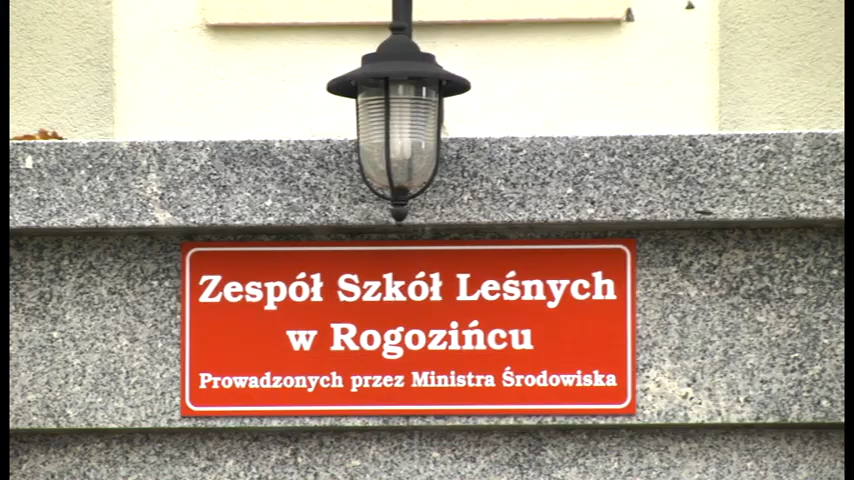 Zespół Szkół Leśnych
w Rogozińcu
Prowadzonych przez Ministra Środowiska